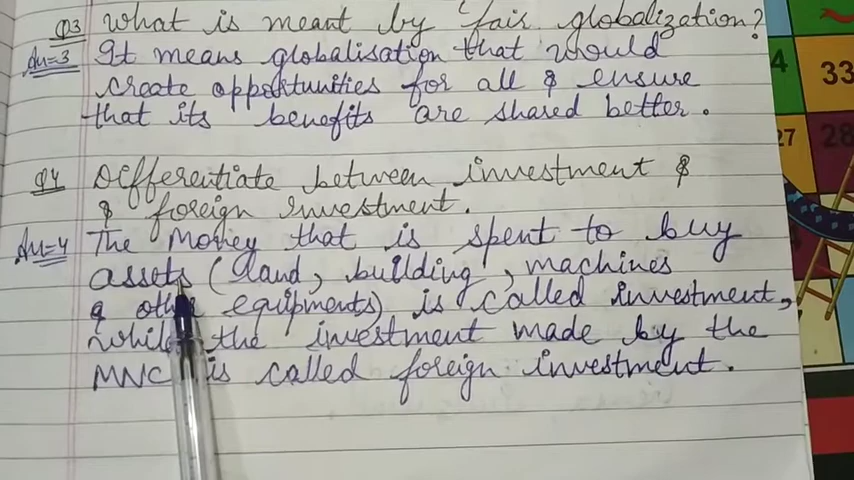 Q3 What is meant by 'fair globalization?
Ans=3 It means globalisation that would
create opportunities for all & ensure
that its benefits are shared better.
Q4 Differentiate between investment &
& foreign investment.
Ans=4 The Money that is spent to buy
assets (land, building, machines
& other equipments) is called investment,
while the investment made by the
MNC is called foreign investment.
4
33
27
28